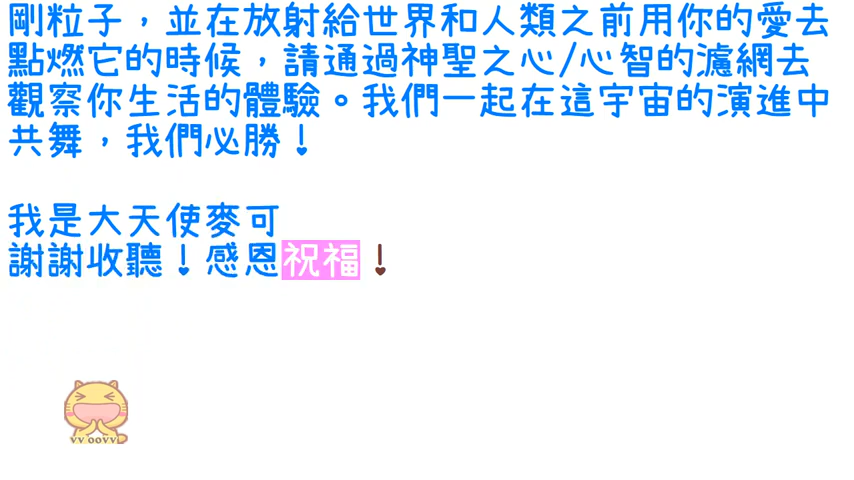 剛粒子，並在放射給世界和人類之前用你的愛去
點燃它的時候，請通過神聖之心/心智的濾網去
觀察你生活的體驗。我們一起在這宇宙的演進中
共舞，我們必勝！
我是大天使麥可
謝謝收聽！感恩祝福！
vv oovv